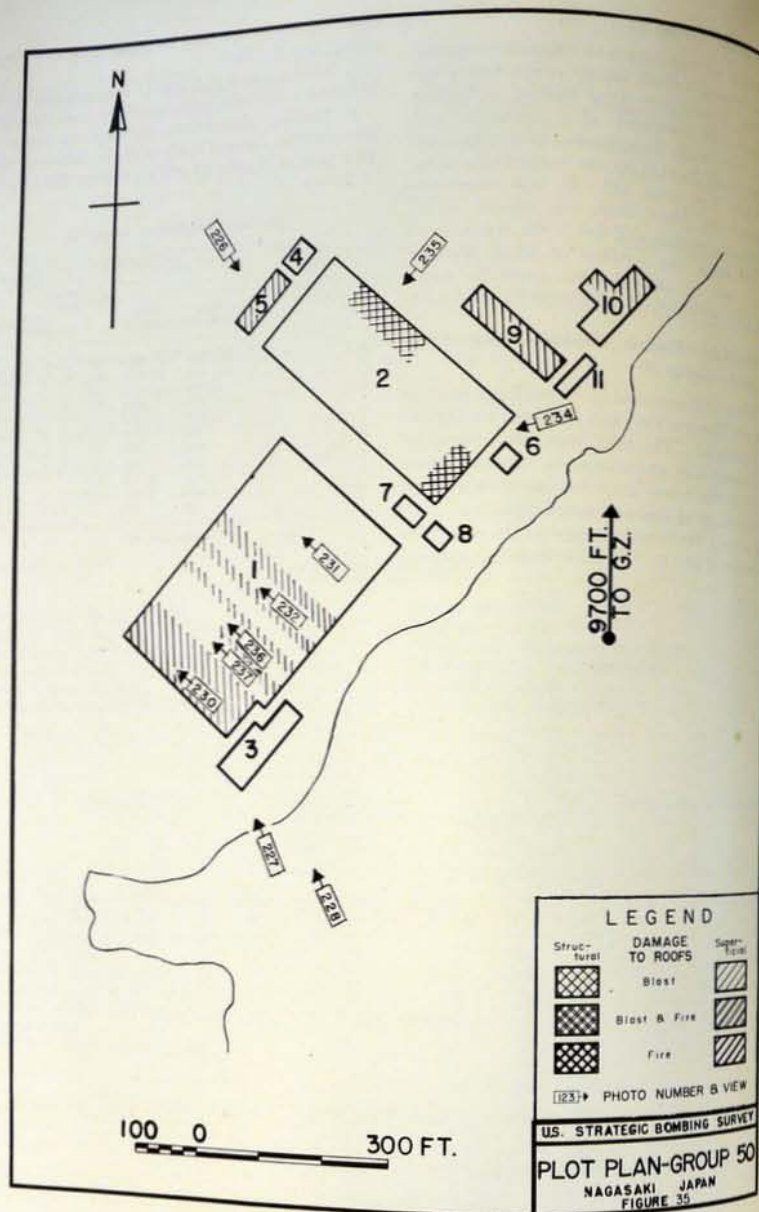 N
226
4
5
235
2
9
10
11
234
6
7
8
1
231
232
236
237
230
3
9700 FT.
TO G.Z.
227
228
100 0 300 FT.
LEGEND
Struc-
tural
DAMAGE
TO ROOFS
Super-
ficial
Blast
Blast & Fire
Fire
123 PHOTO NUMBER & VIEW
U.S. STRATEGIC BOMBING SURVEY
PLOT PLAN-GROUP 50
NAGASAKI JAPAN
FIGURE 35